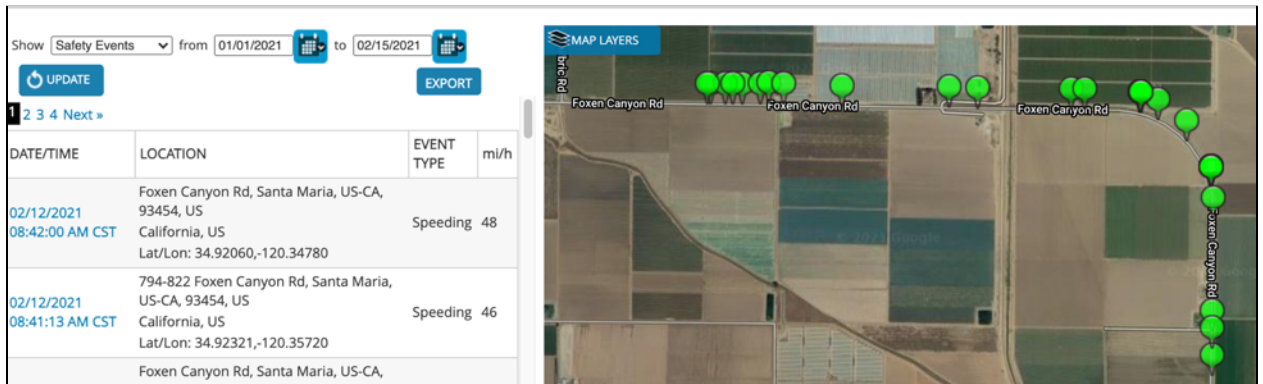 Show Safety Events from 01/01/2021 to 02/15/2021
UPDATE
EXPORT
1 2 3 4 Next »
DATE/TIME LOCATION EVENT TYPE mi/h
Foxen Canyon Rd, Santa Maria, US-CA,
93454, US
02/12/2021
08:42:00 AM CST
California, US
Lat/Lon: 34.92060,-120.34780
Speeding 48
794-822 Foxen Canyon Rd, Santa Maria,
US-CA, 93454, US
02/12/2021
08:41:13 AM CST
California, US
Lat/Lon: 34.92321,-120.35720
Speeding 46
Foxen Canyon Rd, Santa Maria, US-CA,
MAP LAYERS
bric Rd
Foxen Canyon Rd
Foxen Canyon Rd
Foxen Canyon Rd
Foxen Canyon Rd
© 2021 Google